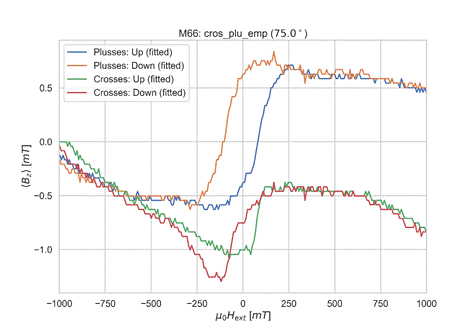 M66: cros_plu_emp (75.0°)
Plusses: Up (fitted)
Plusses: Down (fitted)
Crosses: Up (fitted)
Crosses: Down (fitted)
0.5
0.0
−0.5
−1.0
⟨B_z⟩ [mT]
−1000 −750 −500 −250 0 250 500 750 1000
μ₀H_ext [mT]